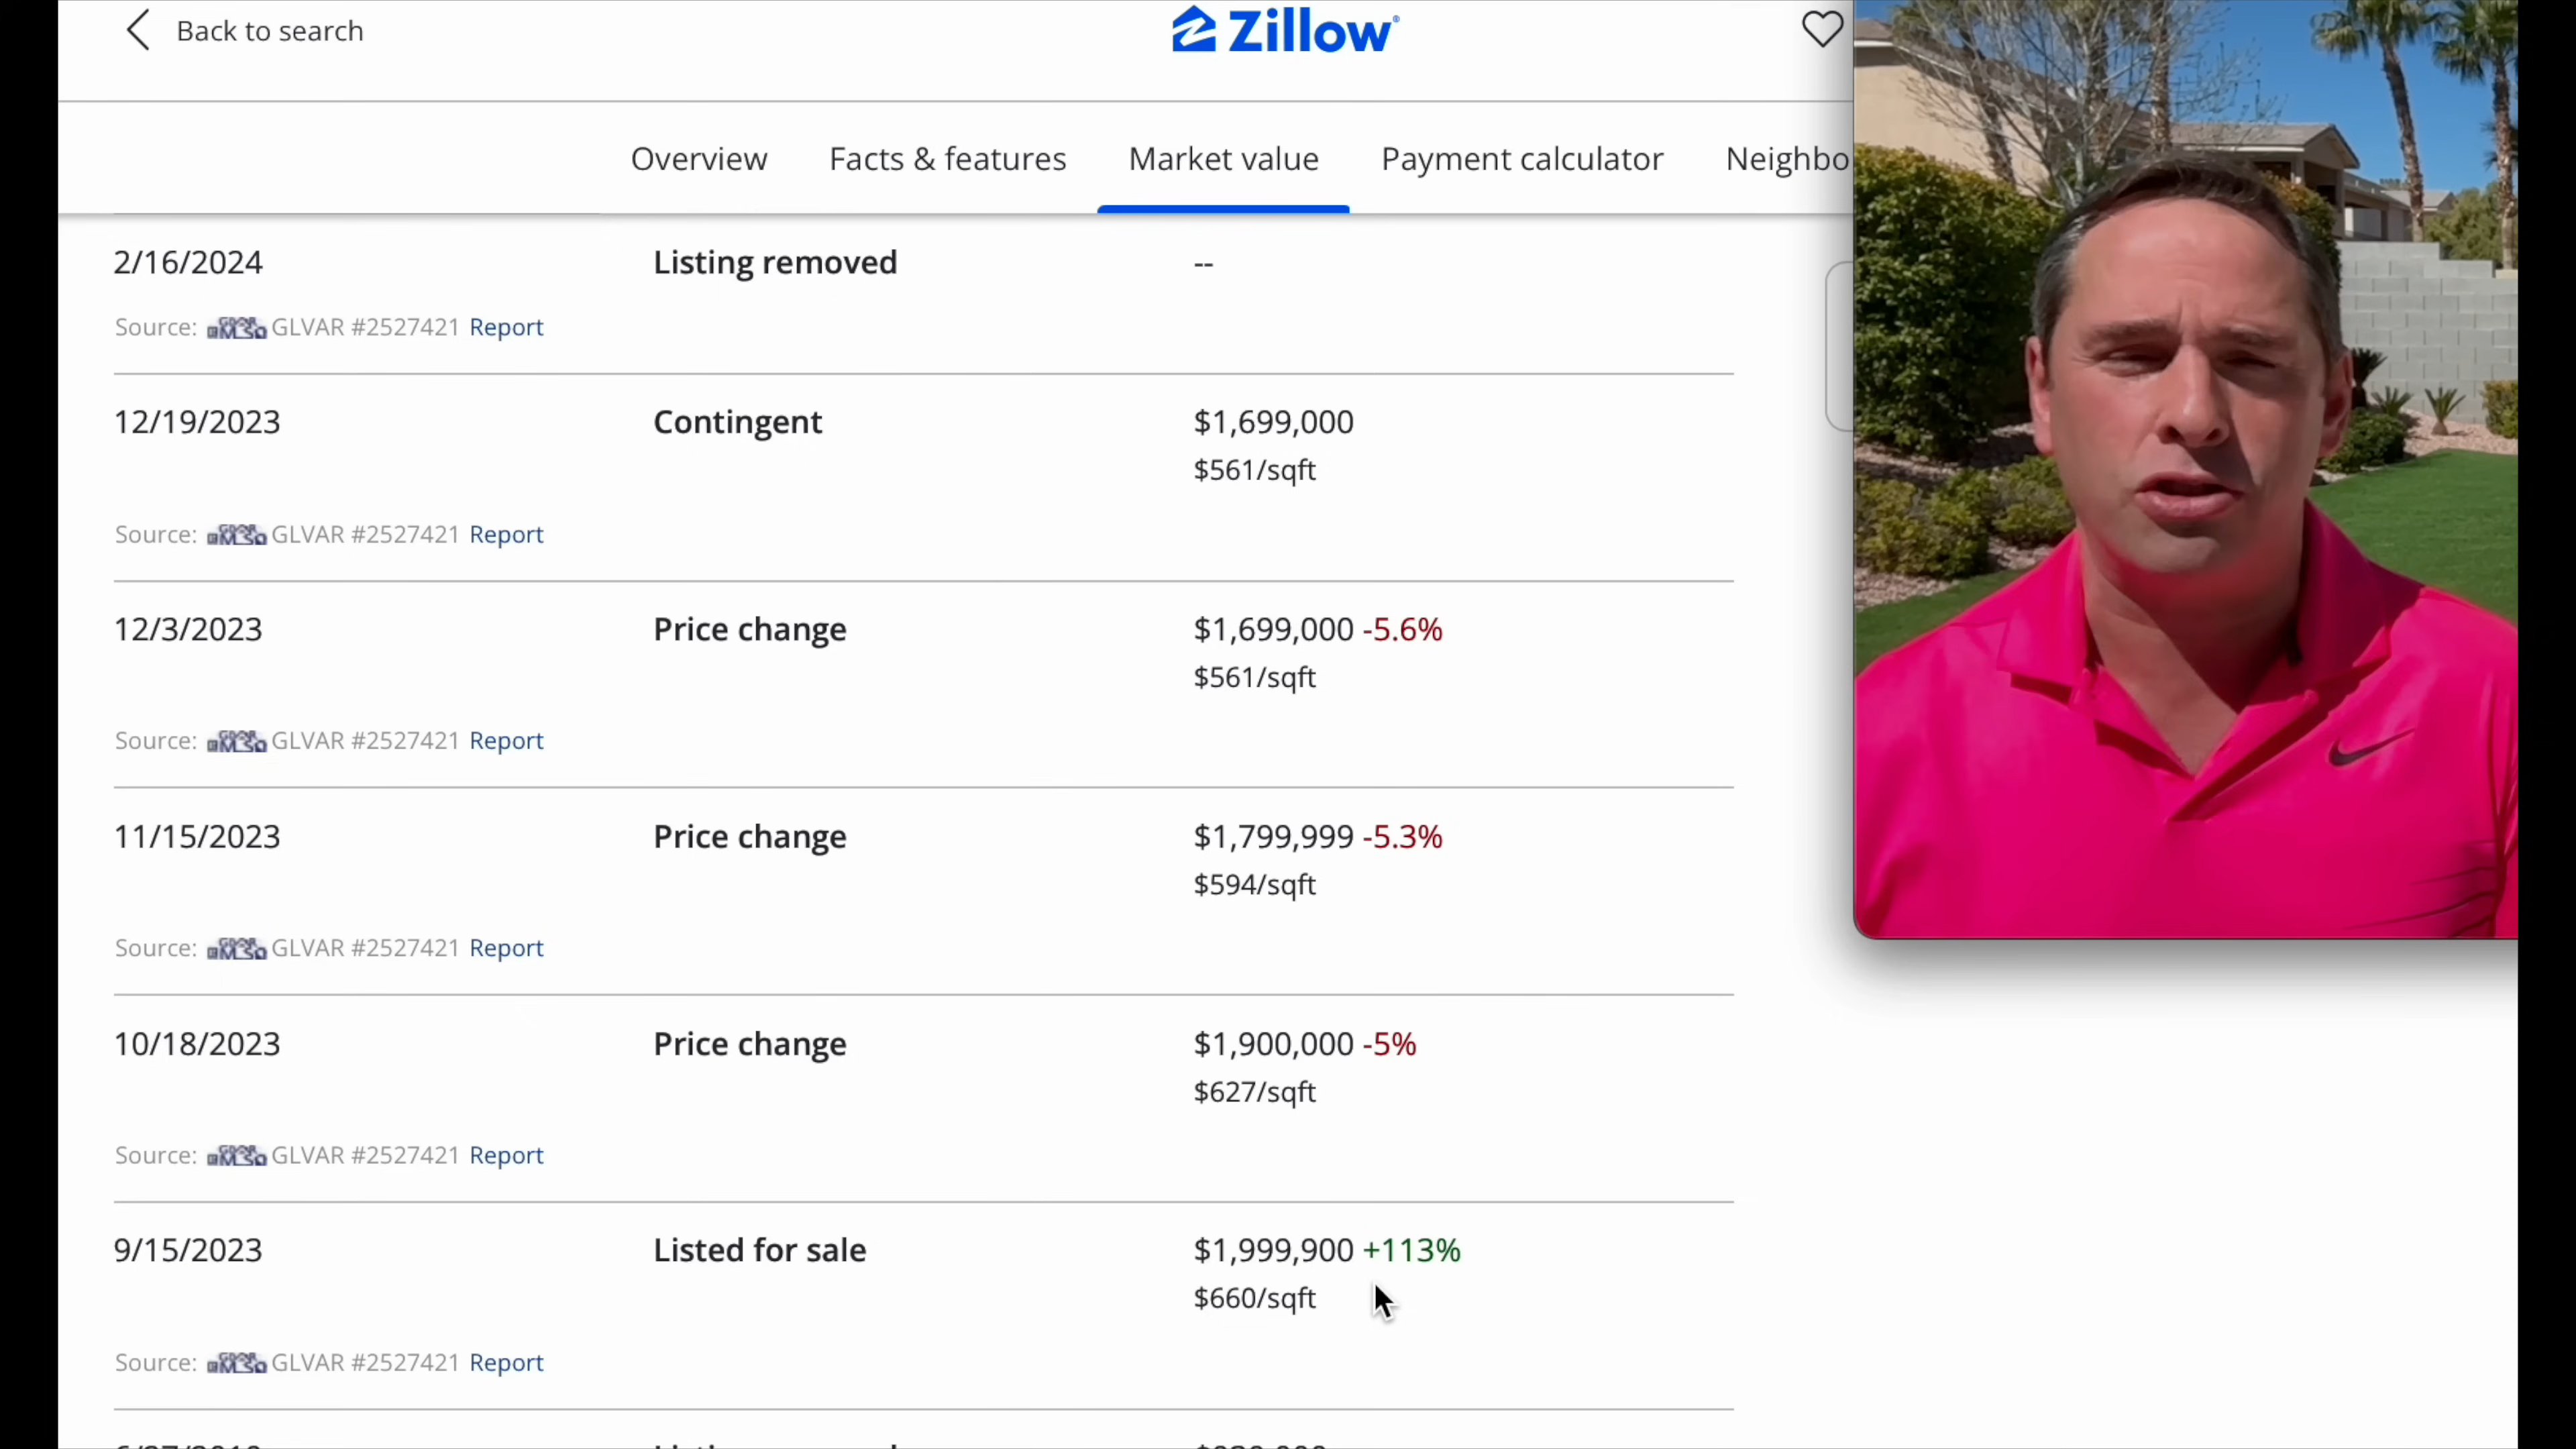 Back to search
Zillow
Overview Facts & features Market value Payment calculator Neighbo
2/16/2024 Listing removed --
Source: GLVAR #2527421 Report
12/19/2023 Contingent $1,699,000
$561/sqft
Source: GLVAR #2527421 Report
12/3/2023 Price change $1,699,000 -5.6%
$561/sqft
Source: GLVAR #2527421 Report
11/15/2023 Price change $1,799,999 -5.3%
$594/sqft
Source: GLVAR #2527421 Report
10/18/2023 Price change $1,900,000 -5%
$627/sqft
Source: GLVAR #2527421 Report
9/15/2023 Listed for sale $1,999,900 +113%
$660/sqft
Source: GLVAR #2527421 Report